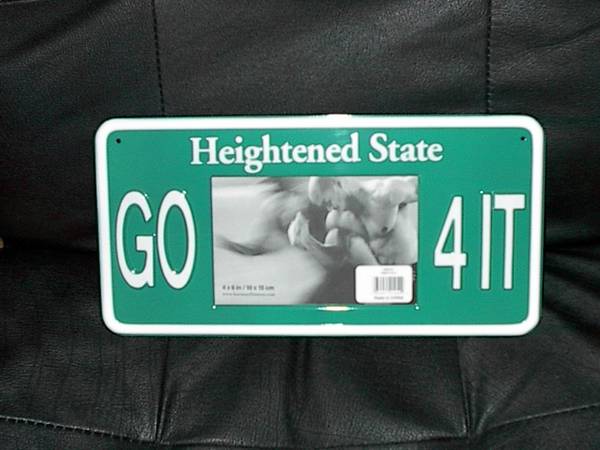 Heightened State
GO
4 IT
4 x 6 in / 10 x 15 cm